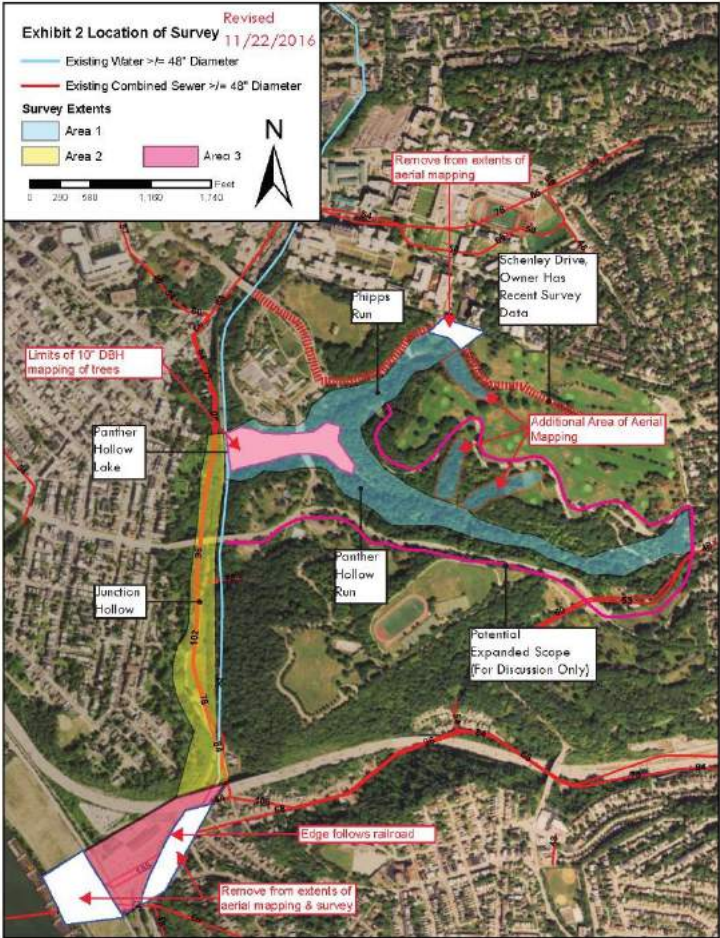 Exhibit 2 Location of Survey
Revised
11/22/2016
Existing Water >/= 48" Diameter
Existing Combined Sewer >/= 48" Diameter
Survey Extents
Area 1
Area 2
Area 3
N
Feet
0 290 580 1,160 1,740
Remove from extents of
aerial mapping
Schenley Drive,
Owner Has
Recent Survey
Data
Phipps
Run
Limits of 10" DBH
mapping of trees
Panther
Hollow
Lake
Additional Area of Aerial
Mapping
Junction
Hollow
Panther
Hollow
Run
Potential
Expanded Scope
(For Discussion Only)
102
78
Edge follows railroad
Remove from extents of
aerial mapping & survey